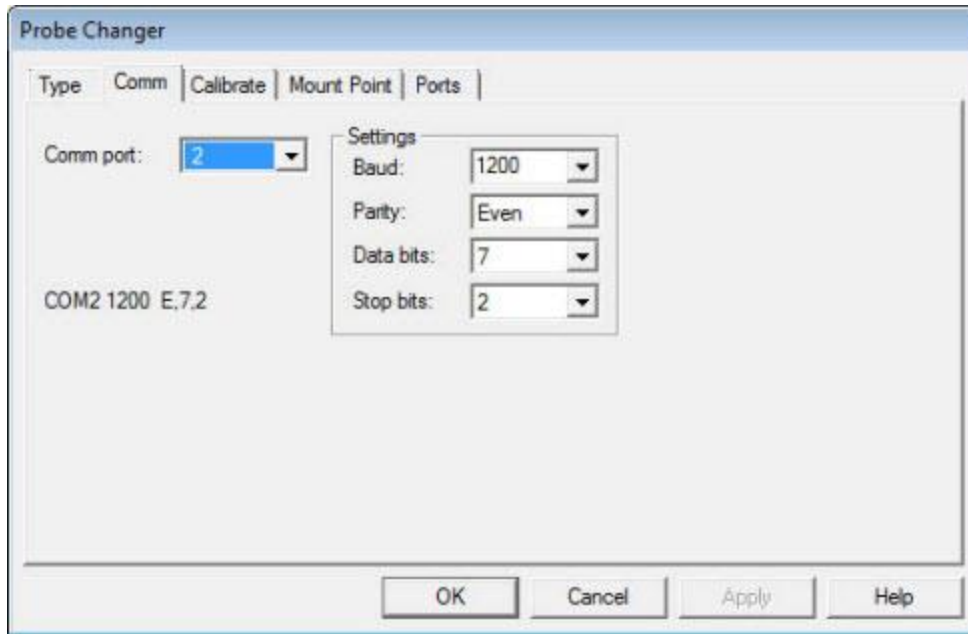 Probe Changer
Type Comm Calibrate Mount Point Ports
Comm port: 2
Settings
Baud: 1200
Parity: Even
Data bits: 7
Stop bits: 2
COM2 1200 E,7,2
OK Cancel Apply Help